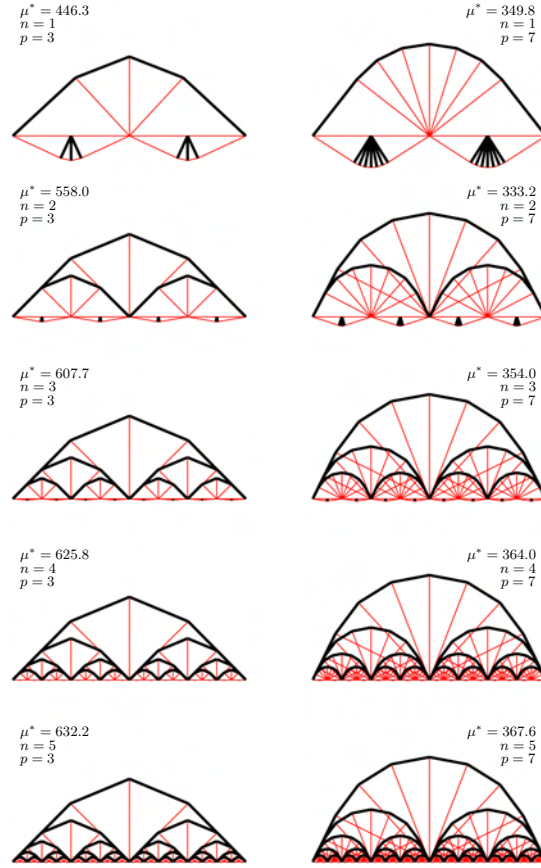 μ* = 446.3
n = 1
p = 3
μ* = 349.8
n = 1
p = 7
μ* = 558.0
n = 2
p = 3
μ* = 333.2
n = 2
p = 7
μ* = 607.7
n = 3
p = 3
μ* = 354.0
n = 3
p = 7
μ* = 625.8
n = 4
p = 3
μ* = 364.0
n = 4
p = 7
μ* = 632.2
n = 5
p = 3
μ* = 367.6
n = 5
p = 7